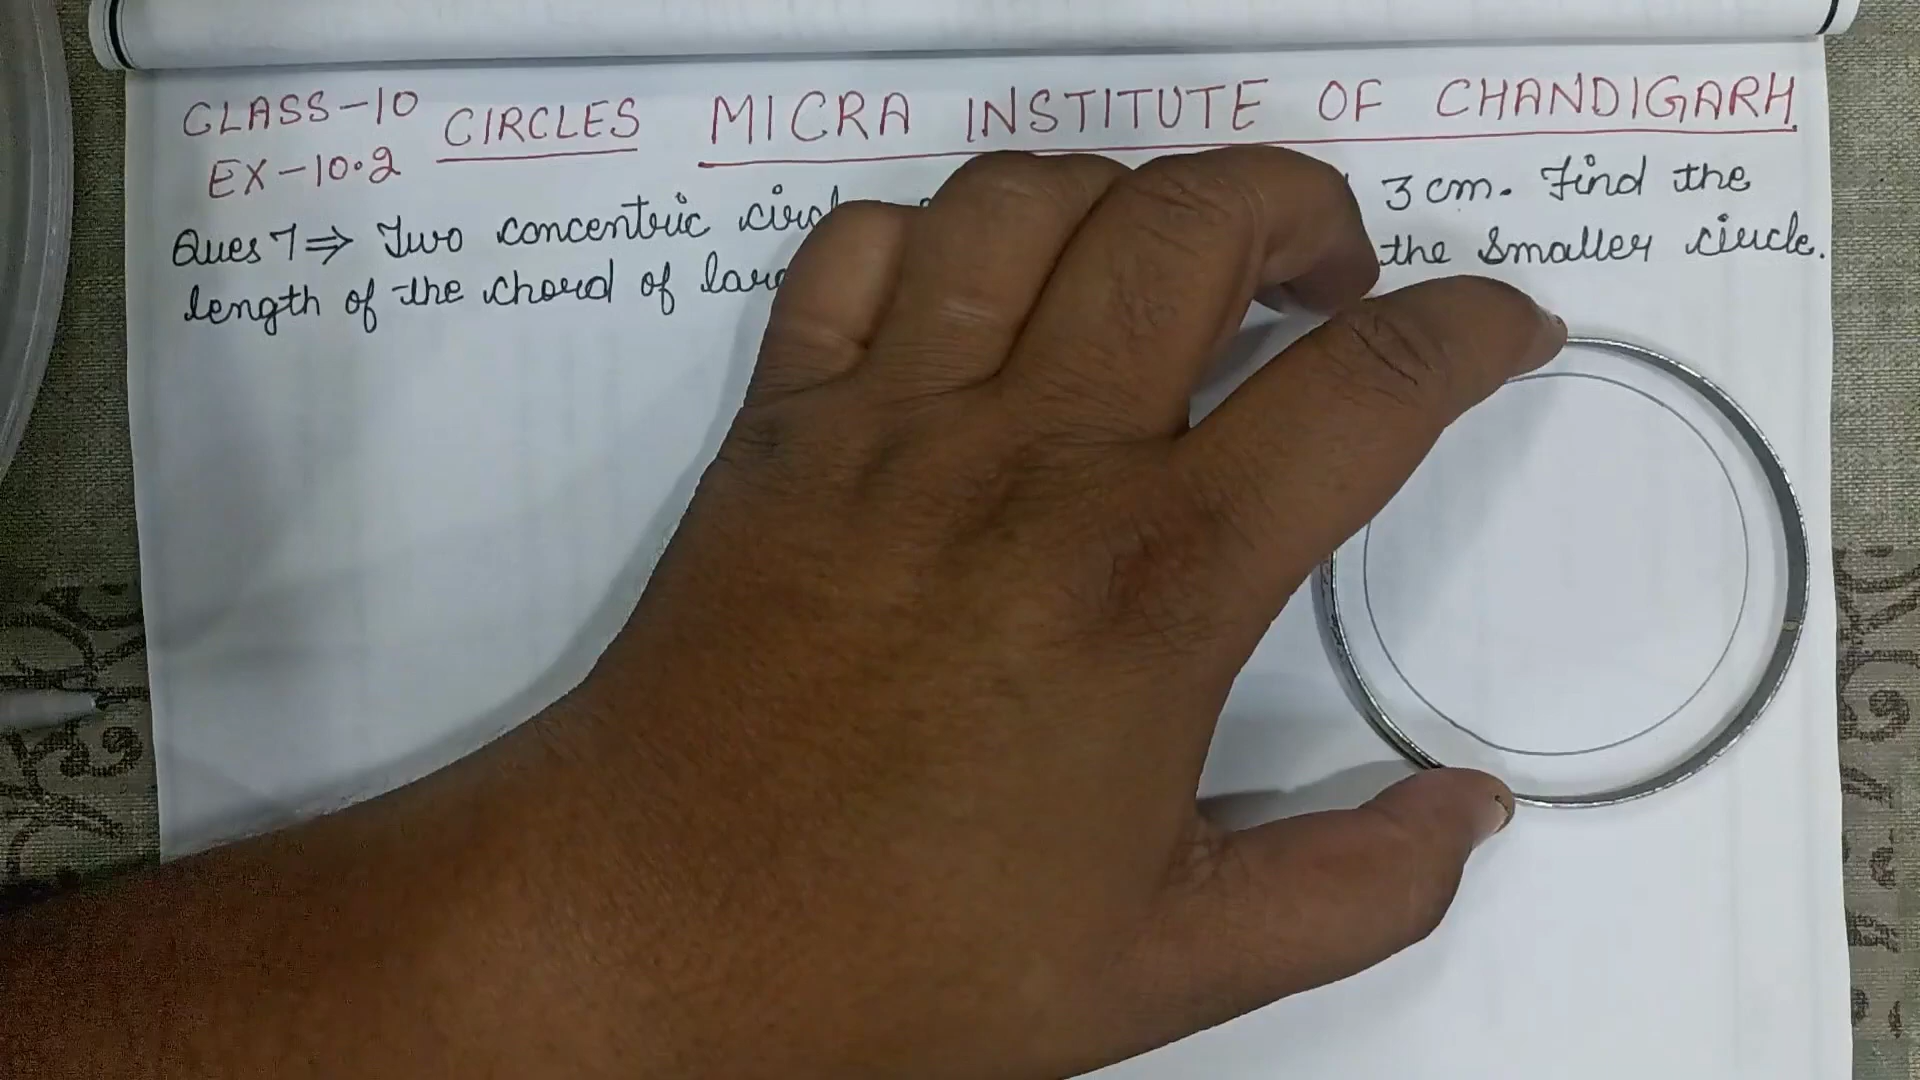 CLASS-10 CIRCLES MICRA INSTITUTE OF CHANDIGARH
EX-10.2
Ques 7⇒ Two concentric 3 cm. Find the
length of the chord of the smaller circle.